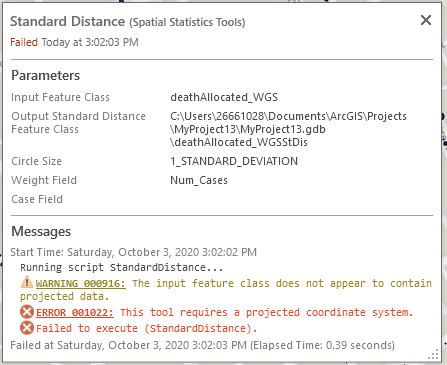 Standard Distance (Spatial Statistics Tools)
Failed Today at 3:02:03 PM
Parameters
Input Feature Class deathAllocated_WGS
Output Standard Distance C:\Users\26661028\Documents\ArcGIS\Projects
Feature Class \MyProject13\MyProject13.gdb
\deathAllocated_WGSStDis
Circle Size 1_STANDARD_DEVIATION
Weight Field Num_Cases
Case Field
Messages
Start Time: Saturday, October 3, 2020 3:02:02 PM
Running script StandardDistance...
WARNING 000916: The input feature class does not appear to contain
projected data.
ERROR 001022: This tool requires a projected coordinate system.
Failed to execute (StandardDistance).
Failed at Saturday, October 3, 2020 3:02:03 PM (Elapsed Time: 0.39 seconds)